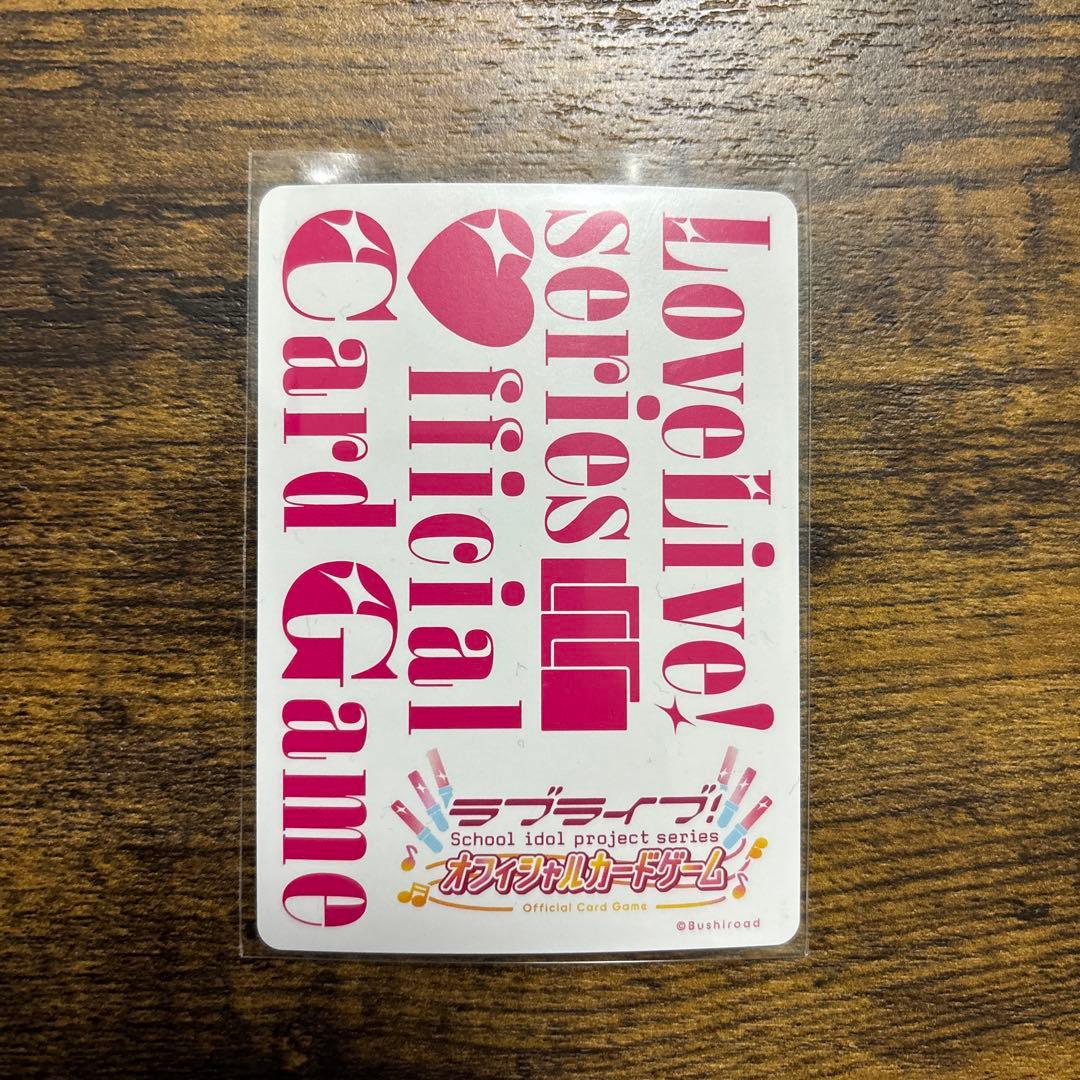 LoveLive!
series
Official
Card Game
ラブライブ!
School idol project series
オフィシャルカードゲーム
Official Card Game
©Bushiroad